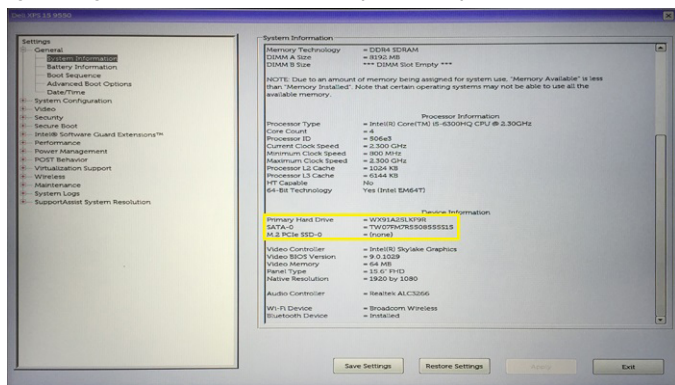 Dell XPS 15 9550
Settings
General
System Information
Battery Information
Boot Sequence
Advanced Boot Options
Date/Time
System Configuration
Video
Security
Secure Boot
Intel® Software Guard Extensions™
Performance
Power Management
POST Behavior
Virtualization Support
Wireless
Maintenance
System Logs
SupportAssist System Resolution
System Information
Memory Technology = DDR4 SDRAM
DIMM A Size = 8192 MB
DIMM B Size *** DIMM Slot Empty ***
NOTE: Due to an amount of memory being assigned for system use, "Memory Available" is less
than "Memory Installed". Note that certain operating systems may not be able to use all the
available memory.
Processor Information
Processor Type = Intel(R) Core(TM) i5-6300HQ CPU @ 2.30GHz
Core Count = 4
Processor ID = 506e3
Current Clock Speed = 2.300 GHz
Minimum Clock Speed = 800 MHz
Maximum Clock Speed = 2.300 GHz
Processor L2 Cache = 1024 KB
Processor L3 Cache = 6144 KB
HT Capable No
64-Bit Technology Yes (Intel EM64T)
Device Information
Primary Hard Drive = WX91A25LKF9R
SATA-0 = TW07FM7R5508555S15
M.2 PCIe SSD-0 = (none)
Video Controller = Intel(R) Skylake Graphics
Video BIOS Version = 9.0.1029
Video Memory = 64 MB
Panel Type = 15.6" FHD
Native Resolution = 1920 by 1080
Audio Controller = Realtek ALC3266
Wi-Fi Device = Broadcom Wireless
Bluetooth Device = Installed
Save Settings
Restore Settings
Apply
Exit